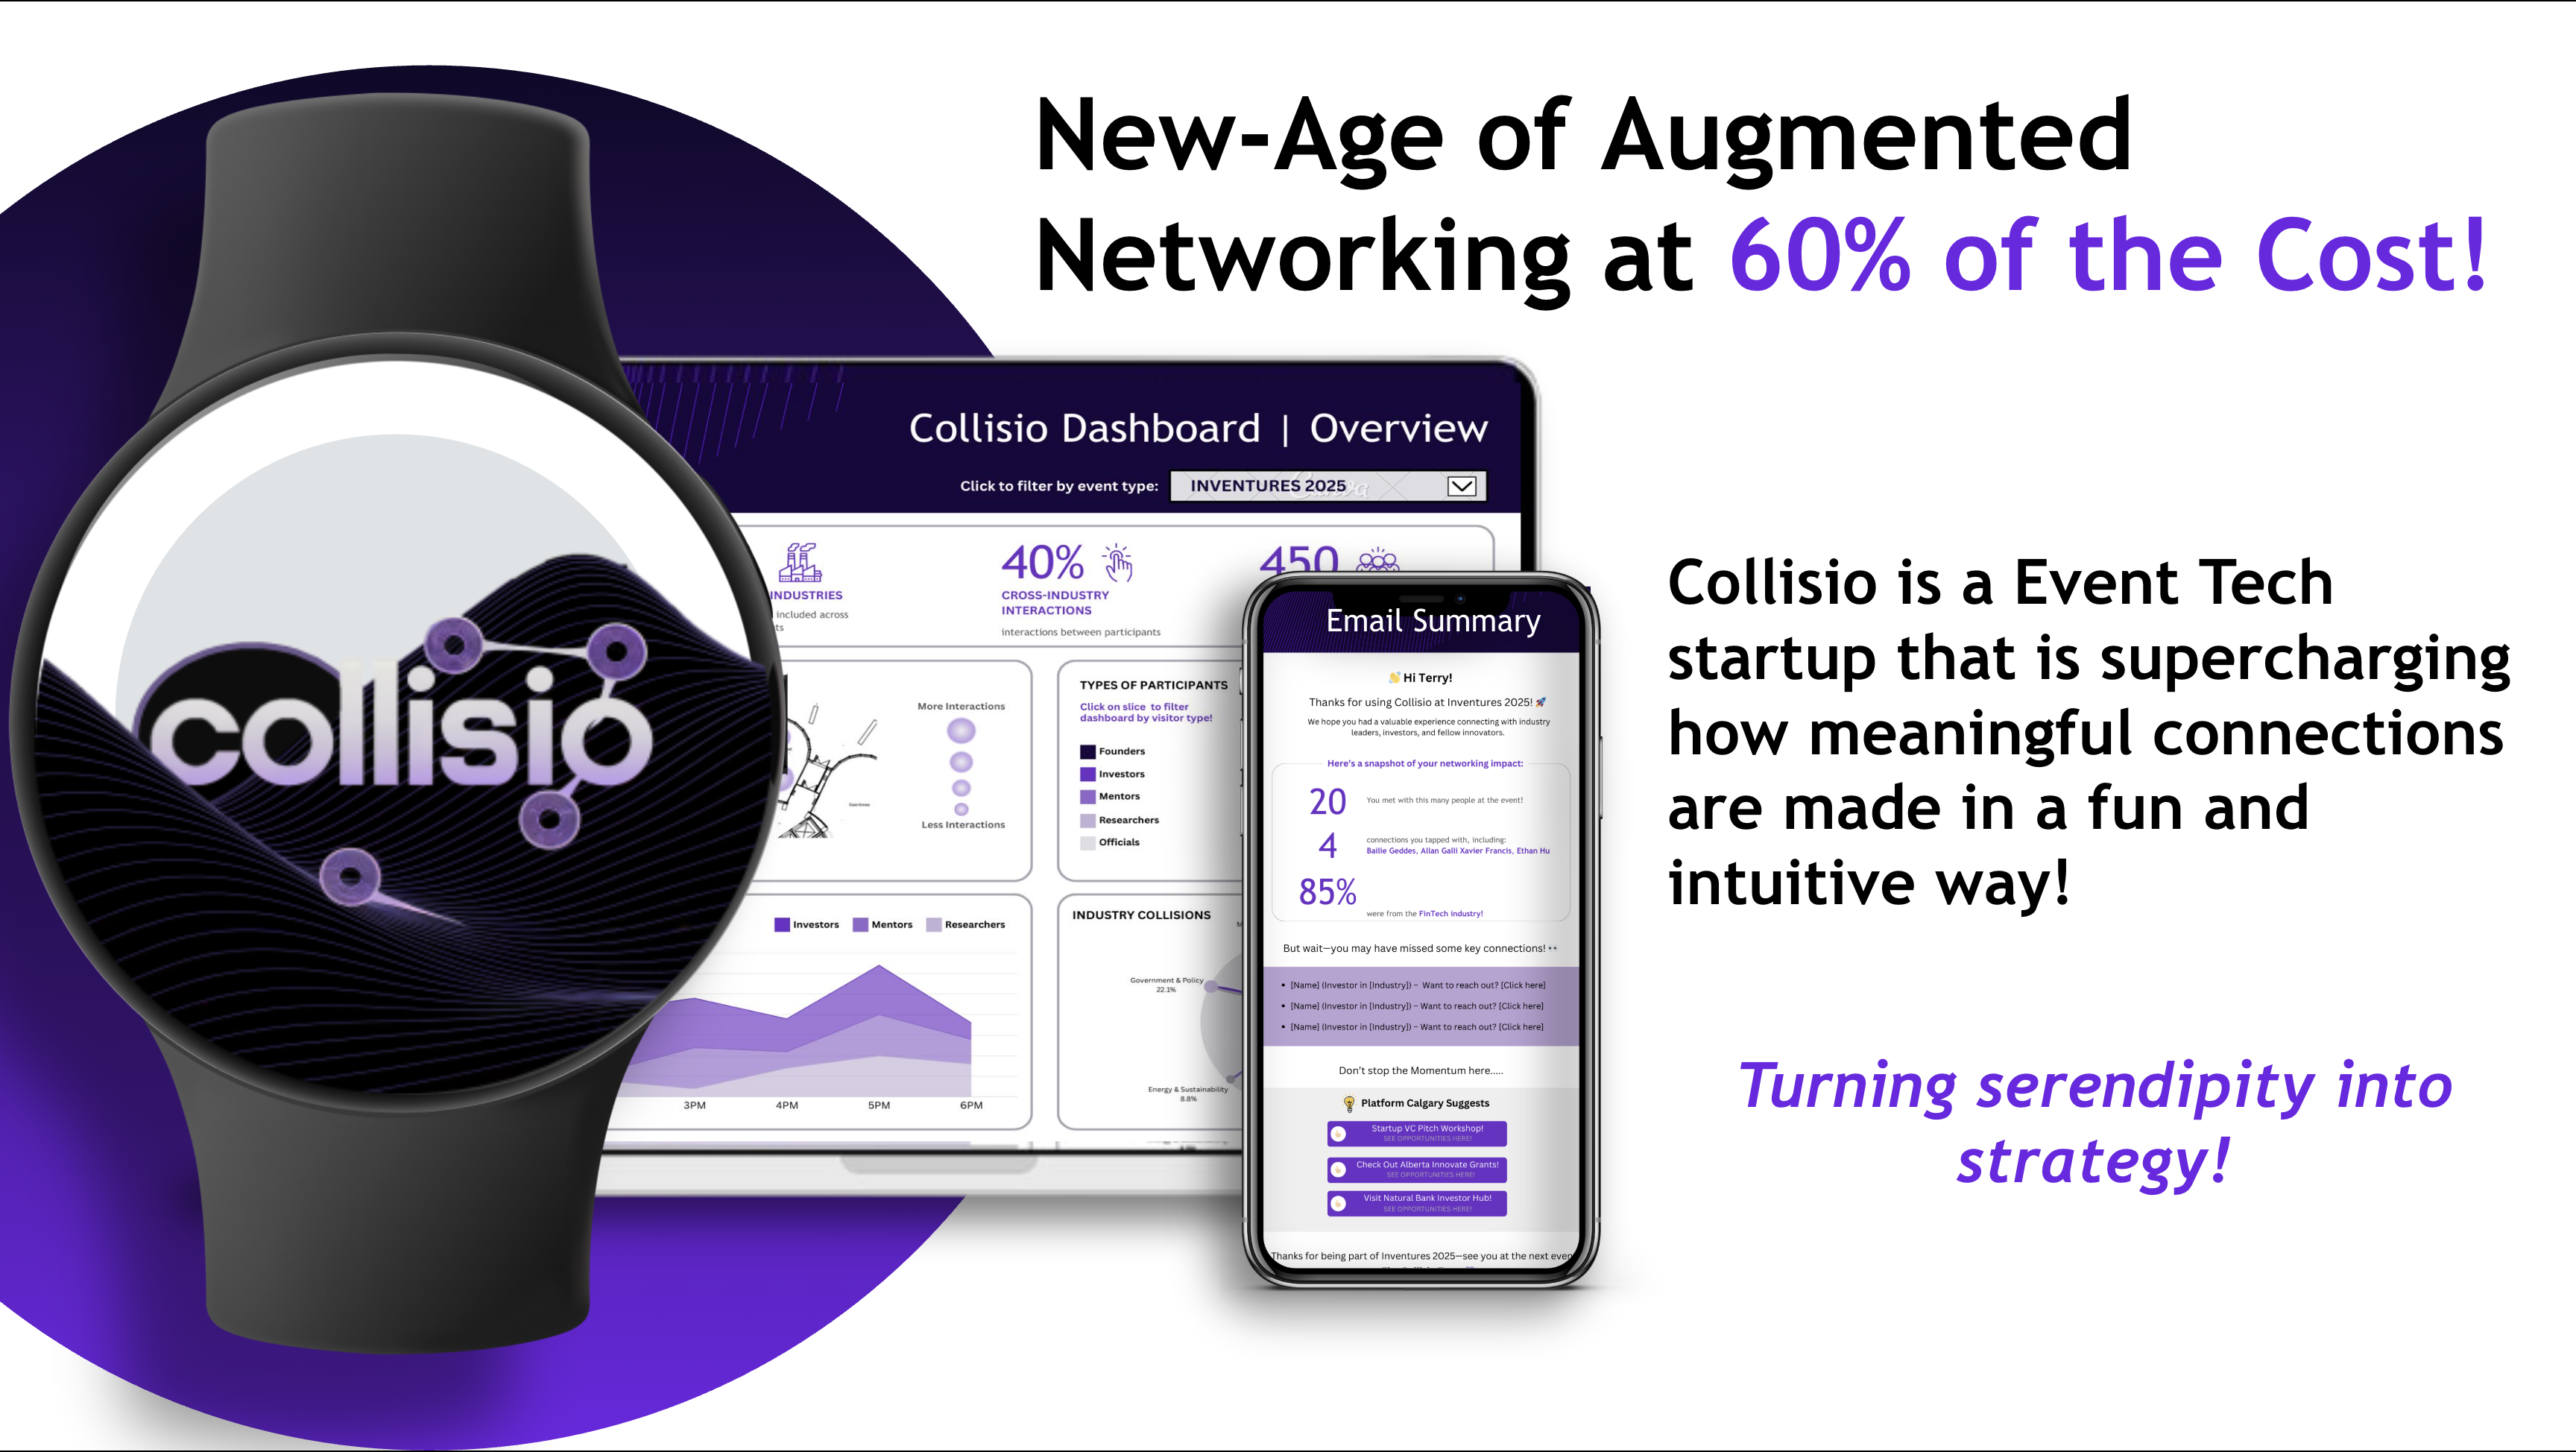 New-Age of Augmented
Networking at 60% of the Cost!
Collisio Dashboard | Overview
Click to filter by event type:
INVENTURES 2025
Canva
INDUSTRIES
included across
ts
40%
CROSS-INDUSTRY
INTERACTIONS
interactions between participants
450
collisio
More Interactions
Less Interactions
TYPES OF PARTICIPANTS
Click on slice to filter
dashboard by visitor type!
Founders
Investors
Mentors
Researchers
Officials
Investors
Mentors
Researchers
3PM
4PM
5PM
6PM
INDUSTRY COLLISIONS
Government & Policy
22.1%
Energy & Sustainability
8.8%
Email Summary
👋 Hi Terry!
Thanks for using Collisio at Inventures 2025! 🚀
We hope you had a valuable experience connecting with industry
leaders, investors, and fellow innovators.
Here's a snapshot of your networking impact:
20
You met with this many people at the event!
4
connections you tapped with, including:
Bailie Geddes, Allan Galli Xavier Francis, Ethan Hu
85%
were from the FinTech industry!
But wait—you may have missed some key connections! 👀
• [Name] (Investor in [Industry]) – Want to reach out? [Click here]
• [Name] (Investor in [Industry]) – Want to reach out? [Click here]
• [Name] (Investor in [Industry]) – Want to reach out? [Click here]
Don't stop the Momentum here.....
💡 Platform Calgary Suggests
Startup VC Pitch Workshop!
SEE OPPORTUNITIES HERE!
Check Out Alberta Innovate Grants!
SEE OPPORTUNITIES HERE!
Visit Natural Bank Investor Hub!
SEE OPPORTUNITIES HERE!
Thanks for being part of Inventures 2025—see you at the next even
Collisio is a Event Tech
startup that is supercharging
how meaningful connections
are made in a fun and
intuitive way!
Turning serendipity into
strategy!